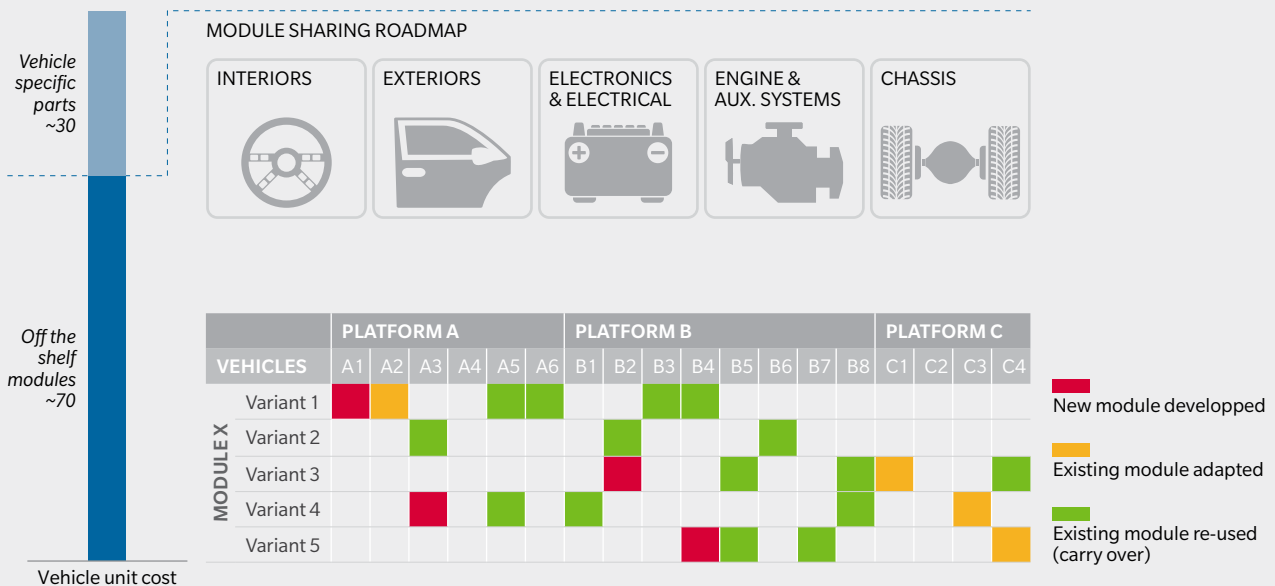 Vehicle
specific
parts
~30
Off the
shelf
modules
~70
Vehicle unit cost
MODULE SHARING ROADMAP
INTERIORS
EXTERIORS
ELECTRONICS
& ELECTRICAL
ENGINE &
AUX. SYSTEMS
CHASSIS
PLATFORM A PLATFORM B PLATFORM C
VEHICLES A1 A2 A3 A4 A5 A6 B1 B2 B3 B4 B5 B6 B7 B8 C1 C2 C3 C4
MODULE X
Variant 1
Variant 2
Variant 3
Variant 4
Variant 5
New module developped
Existing module adapted
Existing module re-used
(carry over)